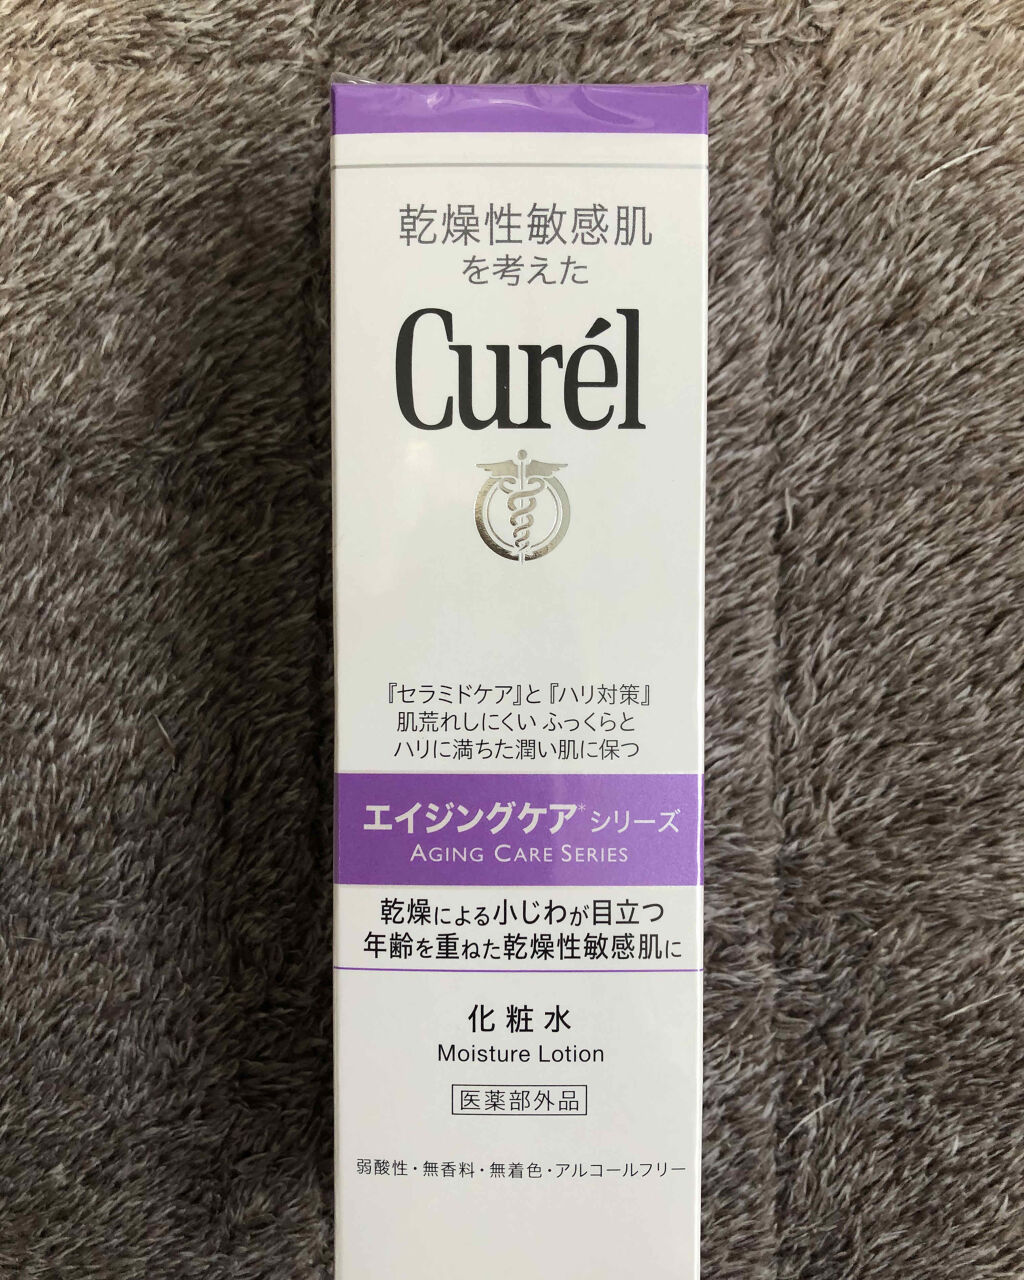 乾燥性敏感肌
を考えた
Curél
『セラミドケア』と『ハリ対策』
肌荒れしにくい ふっくらと
ハリに満ちた潤い肌に保つ
エイジングケア*シリーズ
AGING CARE SERIES
乾燥による小じわが目立つ
年齢を重ねた乾燥性敏感肌に
化粧水
Moisture Lotion
医薬部外品
弱酸性・無香料・無着色・アルコールフリー